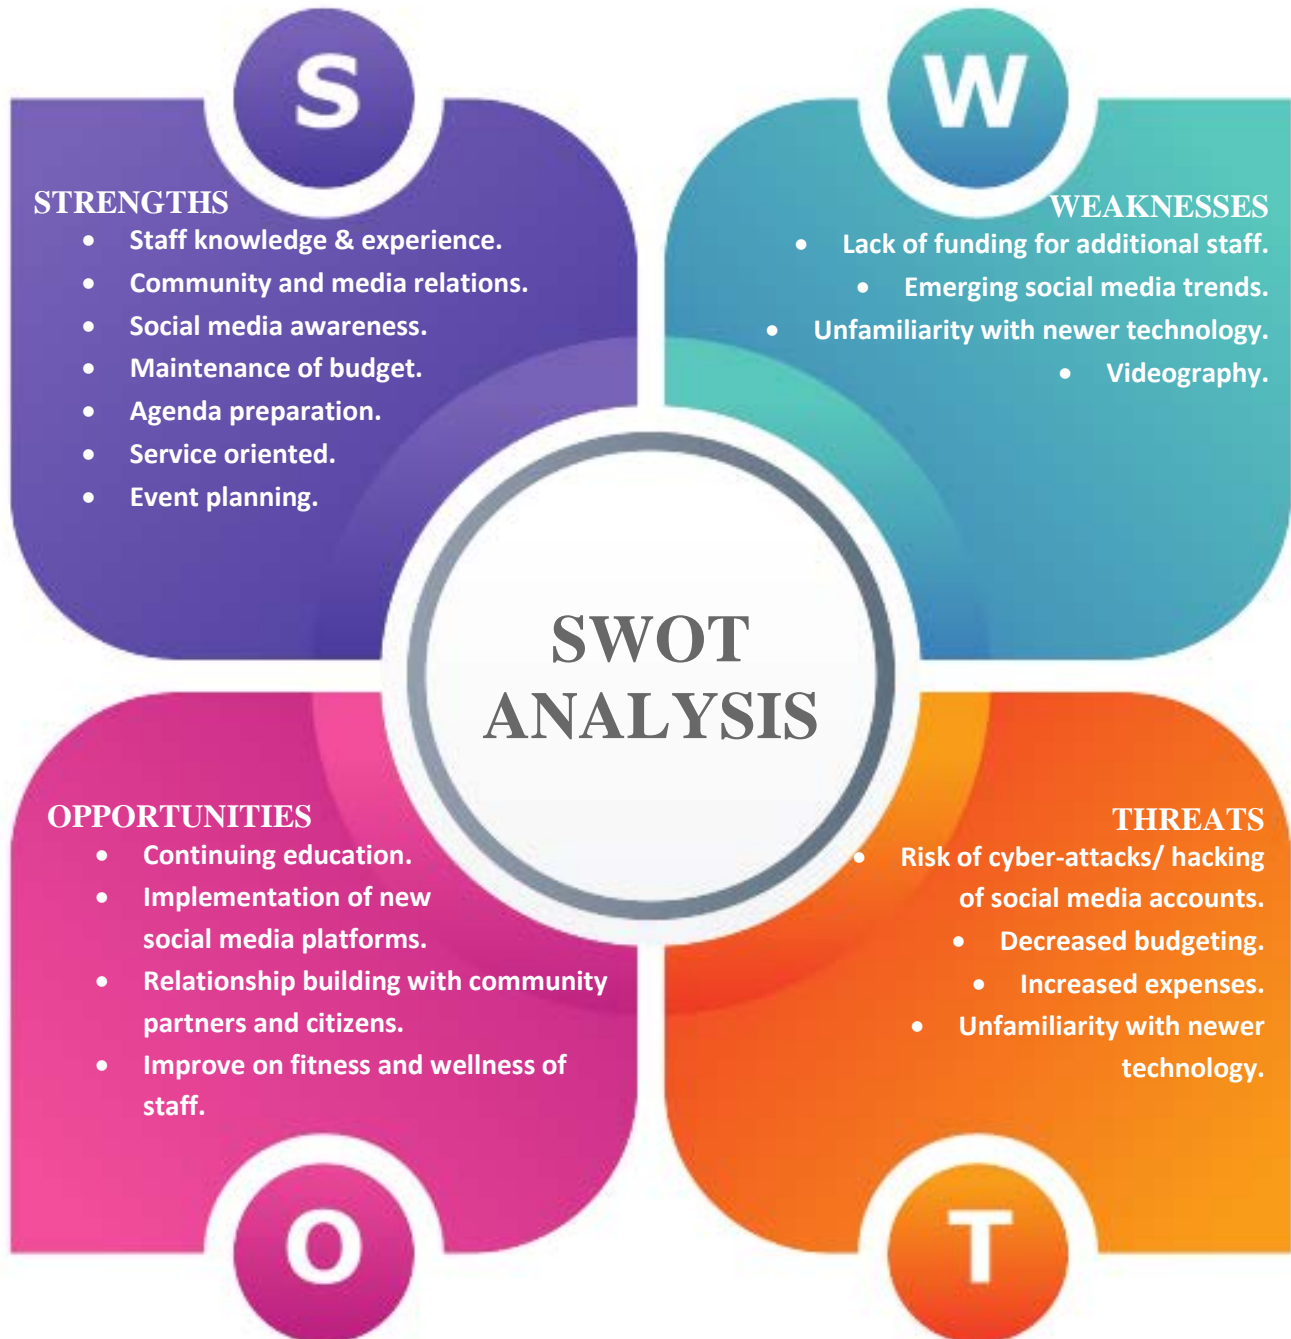 S
STRENGTHS
• Staff knowledge & experience.
• Community and media relations.
• Social media awareness.
• Maintenance of budget.
• Agenda preparation.
• Service oriented.
• Event planning.
W
WEAKNESSES
• Lack of funding for additional staff.
• Emerging social media trends.
• Unfamiliarity with newer technology.
• Videography.
SWOT
ANALYSIS
OPPORTUNITIES
• Continuing education.
• Implementation of new
social media platforms.
• Relationship building with community
partners and citizens.
• Improve on fitness and wellness of
staff.
O
THREATS
• Risk of cyber-attacks/ hacking
of social media accounts.
• Decreased budgeting.
• Increased expenses.
• Unfamiliarity with newer
technology.
T